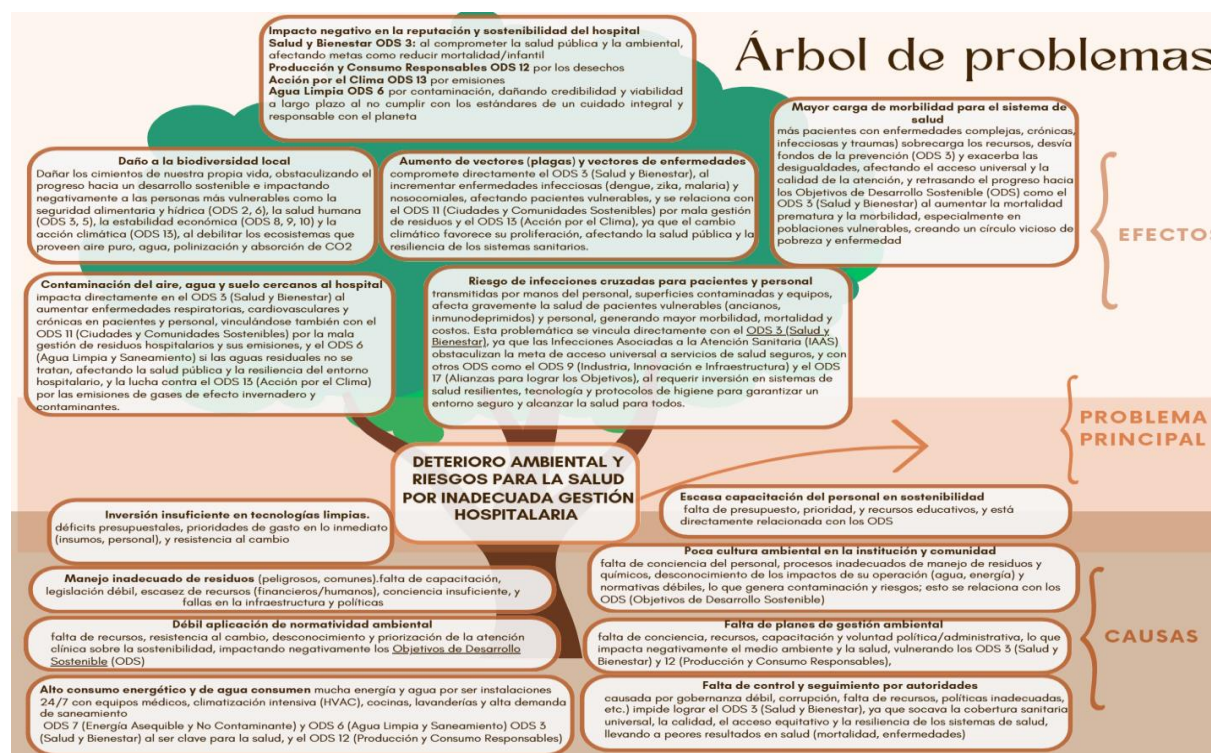 Árbol de problemas
Impacto negativo en la reputación y sostenibilidad del hospital
Salud y Bienestar ODS 3: al comprometer la salud pública y la ambiental,
afectando metas como reducir mortalidad/infantil
Producción y Consumo Responsables ODS 12 por los desechos
Acción por el Clima ODS 13 por emisiones
Agua Limpia ODS 6 por contaminación, dañando credibilidad y viabilidad
a largo plazo al no cumplir con los estándares de un cuidado integral y
responsable con el planeta
Mayor carga de morbilidad para el sistema de
salud
más pacientes con enfermedades complejas, crónicas,
infecciosas y traumas) sobrecarga los recursos, desvía
fondos de la prevención (ODS 3) y exacerba las
desigualdades, afectando el acceso universal y la
calidad de la atención, y retrasando el progreso hacia
los Objetivos de Desarrollo Sostenible (ODS) como el
ODS 3 (Salud y Bienestar) al aumentar la mortalidad
prematura y la morbilidad, especialmente en
poblaciones vulnerables, creando un círculo vicioso de
pobreza y enfermedad
Daño a la biodiversidad local
Dañar los cimientos de nuestra propia vida, obstaculizando el
progreso hacia un desarrollo sostenible e impactando
negativamente a las personas más vulnerables como la
seguridad alimentaria y hídrica (ODS 2, 6), la salud humana
(ODS 3, 5), la estabilidad económica (ODS 8, 9, 10) y la
acción climática (ODS 13), al debilitar los ecosistemas que
proveen aire puro, agua, polinización y absorción de CO2
Aumento de vectores (plagas) y vectores de enfermedades
compromete directamente el ODS 3 (Salud y Bienestar), al
incrementar enfermedades infecciosas (dengue, zika, malaria) y
nosocomiales, afectando pacientes vulnerables, y se relaciona con
el ODS 11 (Ciudades y Comunidades Sostenibles) por mala gestión
de residuos y el ODS 13 (Acción por el Clima), ya que el cambio
climático favorece su proliferación, afectando la salud pública y la
resiliencia de los sistemas sanitarios.
EFECTOS
Contaminación del aire, agua y suelo cercanos al hospital
impacta directamente en el ODS 3 (Salud y Bienestar) al
aumentar enfermedades respiratorias, cardiovasculares y
crónicas en pacientes y personal, vinculándose también con el
ODS 11 (Ciudades y Comunidades Sostenibles) por la mala
gestión de residuos hospitalarios y sus emisiones, y el ODS 6
(Agua Limpia y Saneamiento) si las aguas residuales no se
tratan, afectando la salud pública y la resiliencia del entorno
hospitalario, y la lucha contra el ODS 13 (Acción por el Clima)
por las emisiones de gases de efecto invernadero y
contaminantes.
Riesgo de infecciones cruzadas para pacientes y personal
transmitidas por manos del personal, superficies contaminadas y equipos,
afecta gravemente la salud de pacientes vulnerables (ancianos,
inmunodeprimidos) y personal, generando mayor morbilidad, mortalidad y
costos. Esta problemática se vincula directamente con el ODS 3 (Salud y
Bienestar), ya que las Infecciones Asociadas a la Atención Sanitaria (IAAS)
obstaculizan la meta de acceso universal a servicios de salud seguros, y con
otros ODS como el ODS 9 (Industria, Innovación e Infraestructura) y el ODS
17 (Alianzas para lograr los Objetivos), al requerir inversión en sistemas de
salud resilientes, tecnología y protocolos de higiene para garantizar un
entorno seguro y alcanzar la salud para todos.
PROBLEMA
PRINCIPAL
DETERIORO AMBIENTAL Y
RIESGOS PARA LA SALUD
POR INADECUADA GESTIÓN
HOSPITALARIA
Inversión insuficiente en tecnologías limpias.
déficits presupuestales, prioridades de gasto en lo inmediato
(insumos, personal), y resistencia al cambio
Escasa capacitación del personal en sostenibilidad
falta de presupuesto, prioridad, y recursos educativos, y está
directamente relacionada con los ODS
Manejo inadecuado de residuos (peligrosos, comunes).falta de capacitación,
legislación débil, escasez de recursos (financieros/humanos), conciencia insuficiente, y
fallas en la infraestructura y políticas
Poca cultura ambiental en la institución y comunidad
falta de conciencia del personal, procesos inadecuados de manejo de residuos y
químicos, desconocimiento de los impactos de su operación (agua, energía) y
normativas débiles, lo que genera contaminación y riesgos; esto se relaciona con los
ODS (Objetivos de Desarrollo Sostenible)
Débil aplicación de normatividad ambiental
falta de recursos, resistencia al cambio, desconocimiento y priorización de la atención
clínica sobre la sostenibilidad, impactando negativamente los Objetivos de Desarrollo
Sostenible (ODS)
Falta de planes de gestión ambiental
falta de conciencia, recursos, capacitación y voluntad política/administrativa, lo que
impacta negativamente el medio ambiente y la salud, vulnerando los ODS 3 (Salud y
Bienestar) y 12 (Producción y Consumo Responsables),
CAUSAS
Alto consumo energético y de agua consumen mucha energía y agua por ser instalaciones
24/7 con equipos médicos, climatización intensiva (HVAC), cocinas, lavanderías y alta demanda
de saneamiento
ODS 7 (Energía Asequible y No Contaminante) y ODS 6 (Agua Limpia y Saneamiento) ODS 3
(Salud y Bienestar) al ser clave para la salud, y el ODS 12 (Producción y Consumo Responsables)
Falta de control y seguimiento por autoridades
causada por gobernanza débil, corrupción, falta de recursos, políticas inadecuadas,
etc.) impide lograr el ODS 3 (Salud y Bienestar), ya que socava la cobertura sanitaria
universal, la calidad, el acceso equitativo y la resiliencia de los sistemas de salud,
llevando a peores resultados en salud (mortalidad, enfermedades)